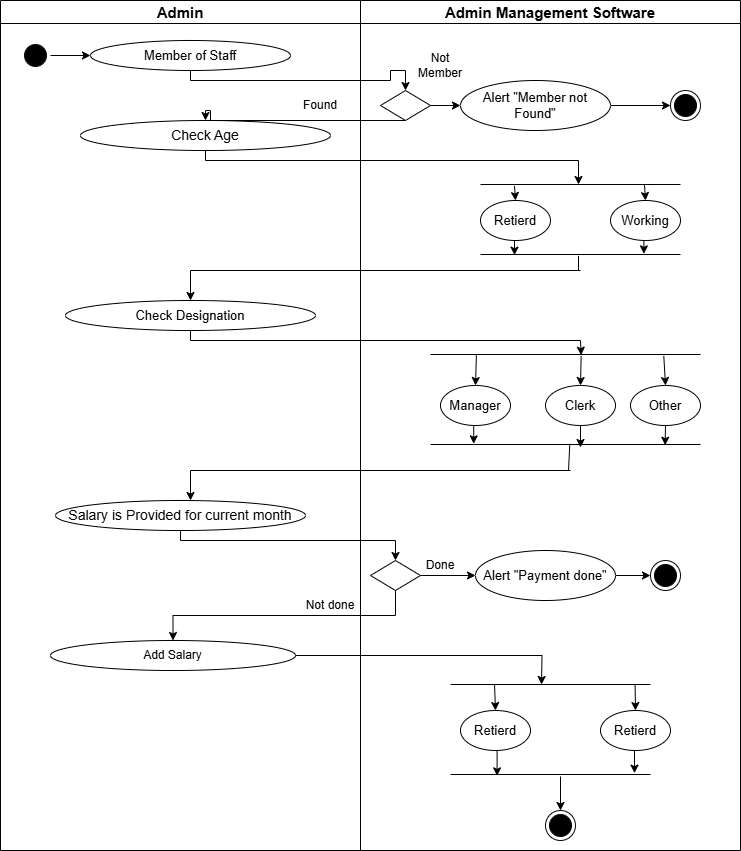 Admin
Admin Management Software
Member of Staff
Not
Member
Alert "Member not
Found"
Found
Check Age
Retierd
Working
Check Designation
Manager
Clerk
Other
Salary is Provided for current month
Done
Alert "Payment done"
Not done
Add Salary
Retierd
Retierd